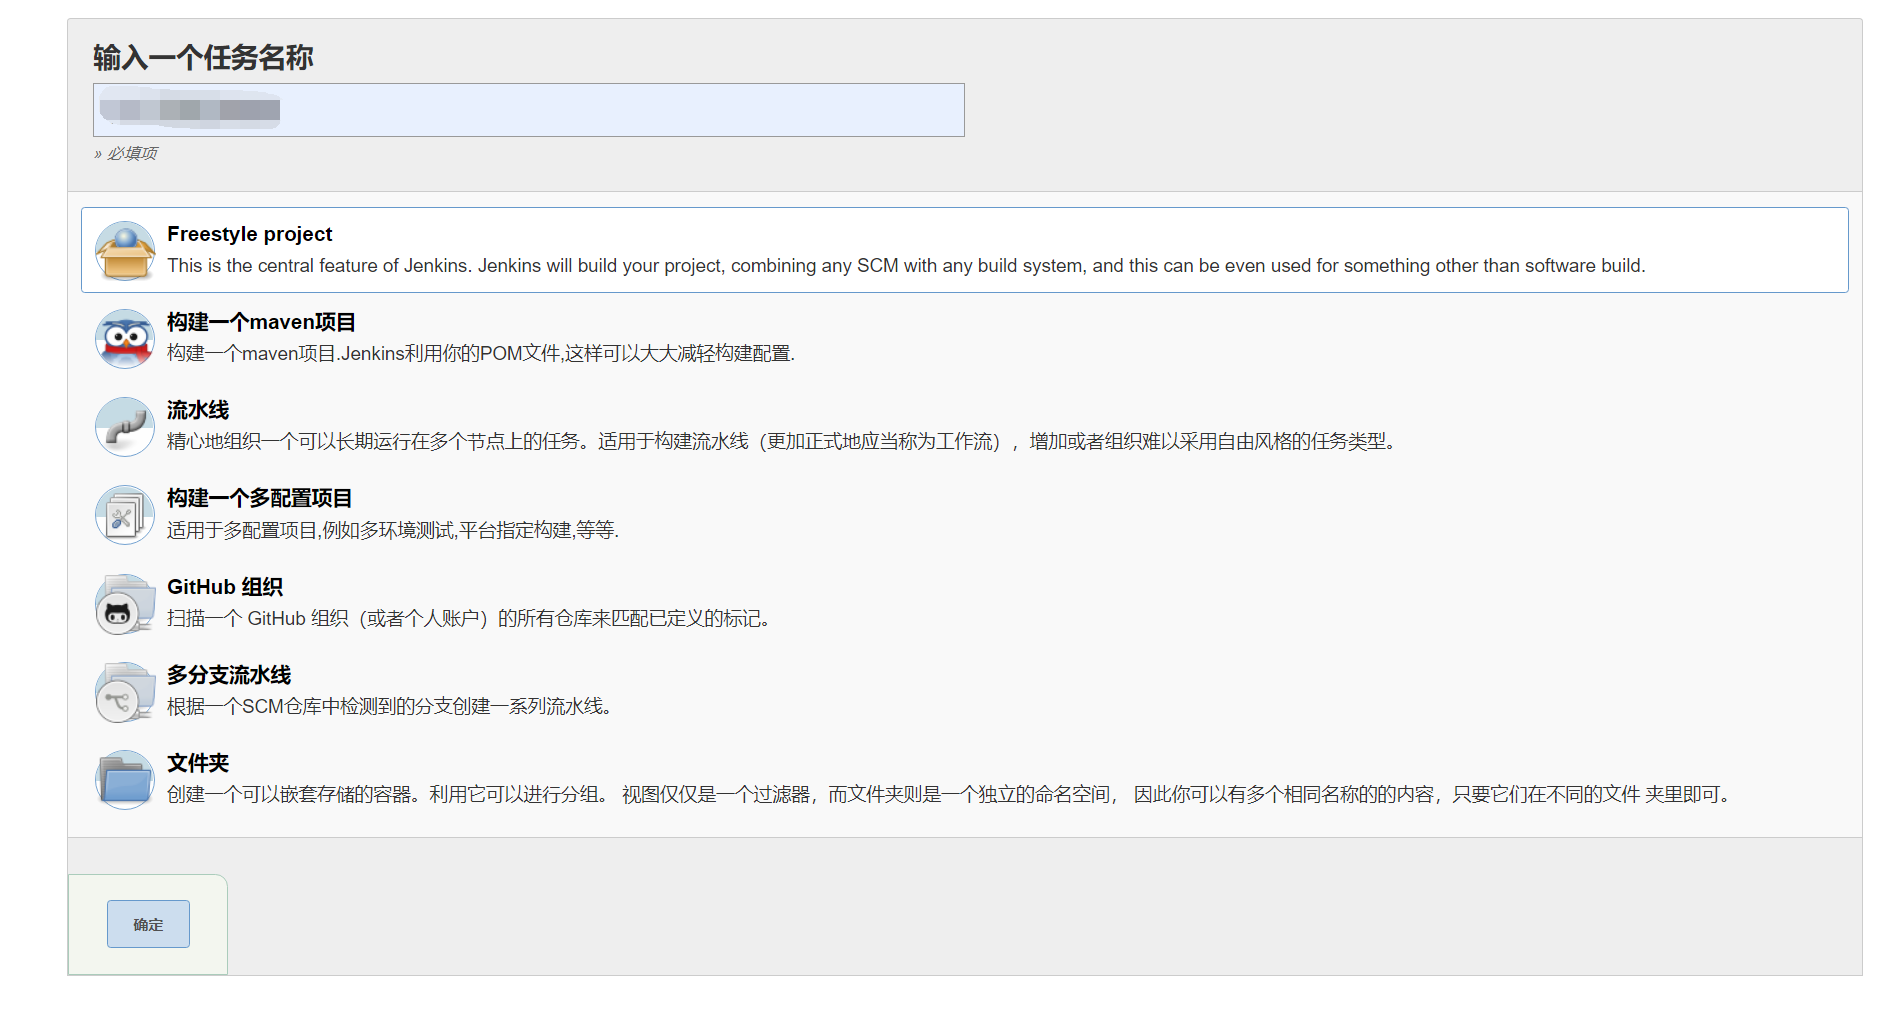 输入一个任务名称
» 必填项
Freestyle project
This is the central feature of Jenkins. Jenkins will build your project, combining any SCM with any build system, and this can be even used for something other than software build.
构建一个maven项目
构建一个maven项目.Jenkins利用你的POM文件,这样可以大大减轻构建配置.
流水线
精心地组织一个可以长期运行在多个节点上的任务。适用于构建流水线（更加正式地应当称为工作流），增加或者组织难以采用自由风格的任务类型。
构建一个多配置项目
适用于多配置项目,例如多环境测试,平台指定构建,等等.
GitHub 组织
扫描一个 GitHub 组织（或者个人账户）的所有仓库来匹配已定义的标记。
多分支流水线
根据一个SCM仓库中检测到的分支创建一系列流水线。
文件夹
创建一个可以嵌套存储的容器。利用它可以进行分组。 视图仅仅是一个过滤器，而文件夹则是一个独立的命名空间， 因此你可以有多个相同名称的的内容，只要它们在不同的文件 夹里即可。
确定